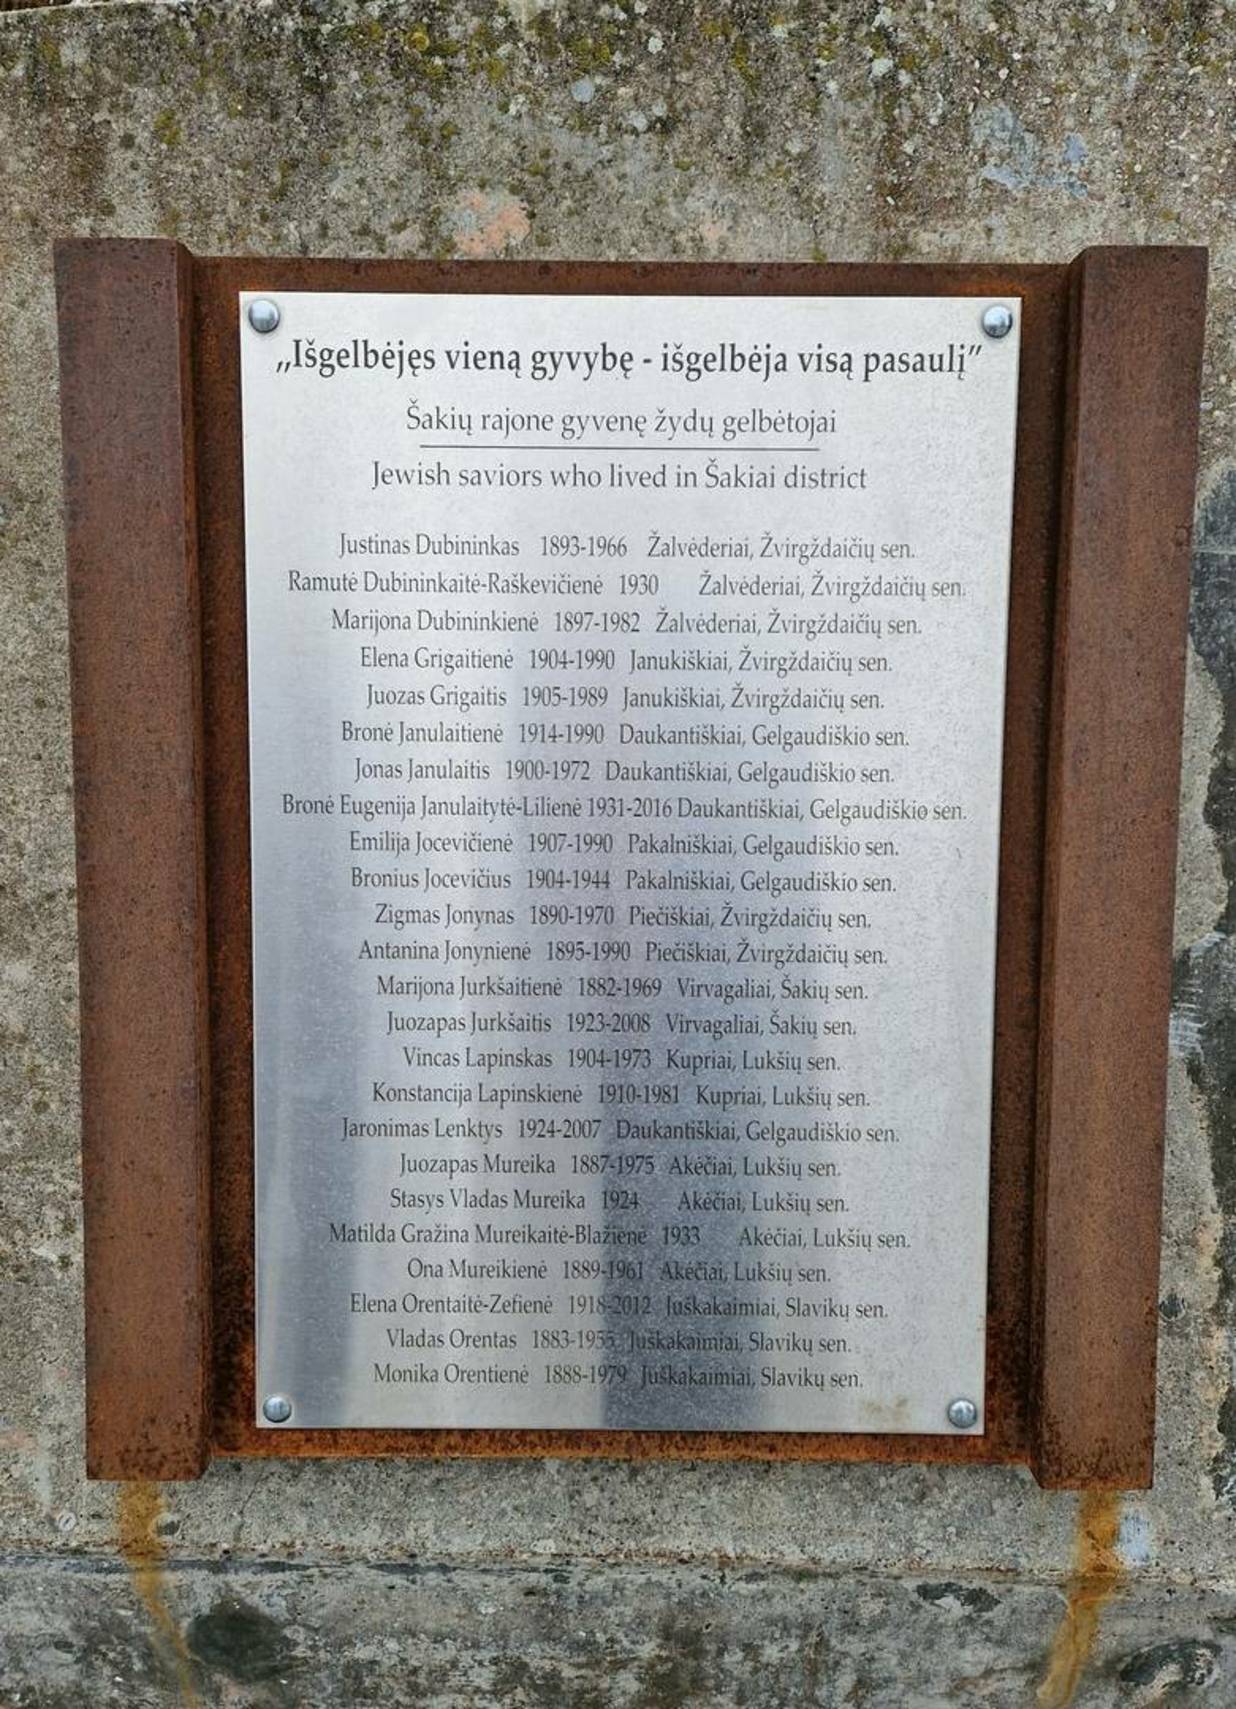 „Išgelbėjęs vieną gyvybę - išgelbėja visą pasaulį"
Šakių rajone gyvenę žydų gelbėtojai
Jewish saviors who lived in Šakiai district
Justinas Dubininkas 1893-1966 Žalvėderiai, Žvirgždaičių sen.
Ramutė Dubininkaitė-Raškevičienė 1930 Žalvėderiai, Žvirgždaičių sen.
Marijona Dubininkienė 1897-1982 Žalvėderiai, Žvirgždaičių sen.
Elena Grigaitienė 1904-1990 Janukiškiai, Žvirgždaičių sen.
Juozas Grigaitis 1905-1989 Janukiškiai, Žvirgždaičių sen.
Bronė Janulaitienė 1914-1990 Daukantiškiai, Gelgaudiškio sen.
Jonas Janulaitis 1900-1972 Daukantiškiai, Gelgaudiškio sen.
Bronė Eugenija Janulaitytė-Lilienė 1931-2016 Daukantiškiai, Gelgaudiškio sen.
Emilija Jocevičienė 1907-1990 Pakalniškiai, Gelgaudiškio sen.
Bronius Jocevičius 1904-1944 Pakalniškiai, Gelgaudiškio sen.
Zigmas Jonynas 1890-1970 Piečiškiai, Žvirgždaičių sen.
Antanina Jonynienė 1895-1990 Piečiškiai, Žvirgždaičių sen.
Marijona Jurkšaitienė 1882-1969 Virvagaliai, Šakių sen.
Juozapas Jurkšaitis 1923-2008 Virvagaliai, Šakių sen.
Vincas Lapinskas 1904-1973 Kupriai, Lukšių sen.
Konstancija Lapinskienė 1910-1981 Kupriai, Lukšių sen.
Jaronimas Lenktys 1924-2007 Daukantiškiai, Gelgaudiškio sen.
Juozapas Mureika 1887-1975 Akėčiai, Lukšių sen.
Stasys Vladas Mureika 1924 Akėčiai, Lukšių sen.
Matilda Gražina Mureikaitė-Blažienė 1933 Akėčiai, Lukšių sen.
Ona Mureikienė 1889-1961 Akėčiai, Lukšių sen.
Elena Orentaitė-Zefienė 1918-2012 Juškakaimiai, Slavikų sen.
Vladas Orentas 1883-1955 Juškakaimiai, Slavikų sen.
Monika Orentienė 1888-1979 Juškakaimiai, Slavikų sen.